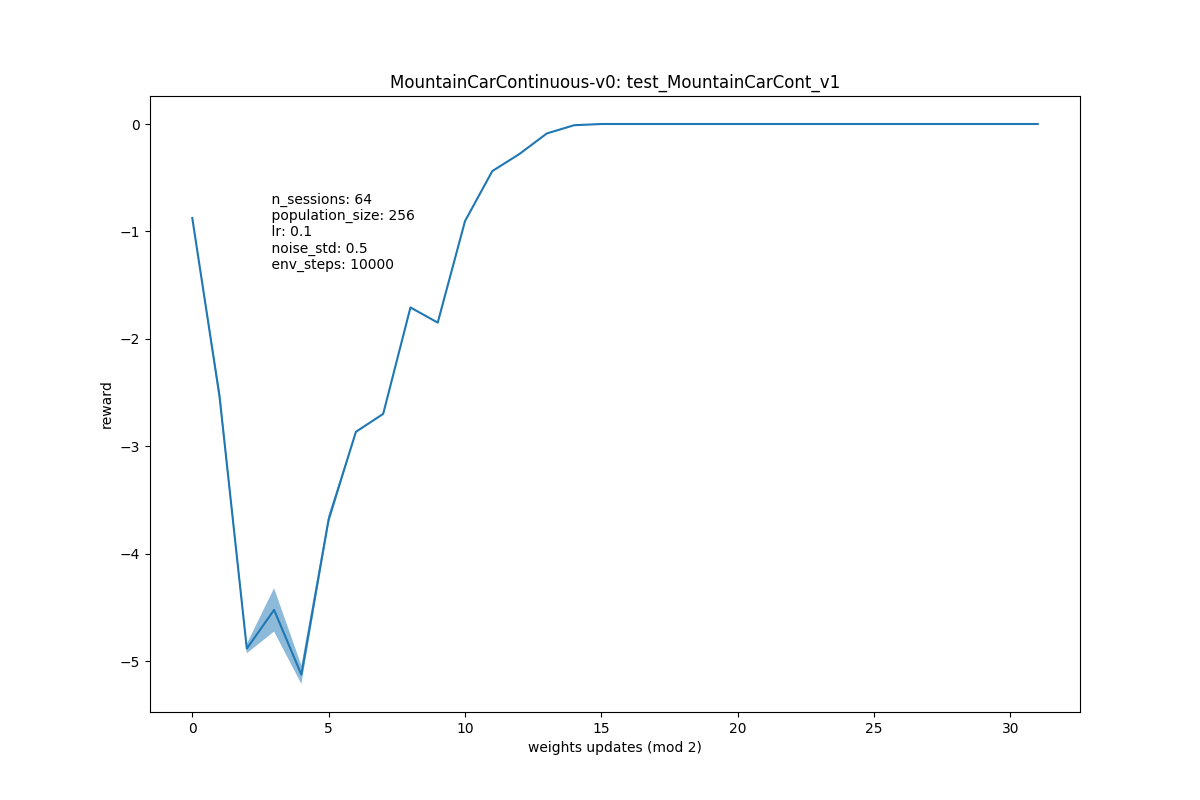 MountainCarContinuous-v0: test_MountainCarCont_v1
0
n_sessions: 64
population_size: 256
lr: 0.1
noise_std: 0.5
env_steps: 10000
−1
−2
−3
−4
−5
reward
0 5 10 15 20 25 30
weights updates (mod 2)